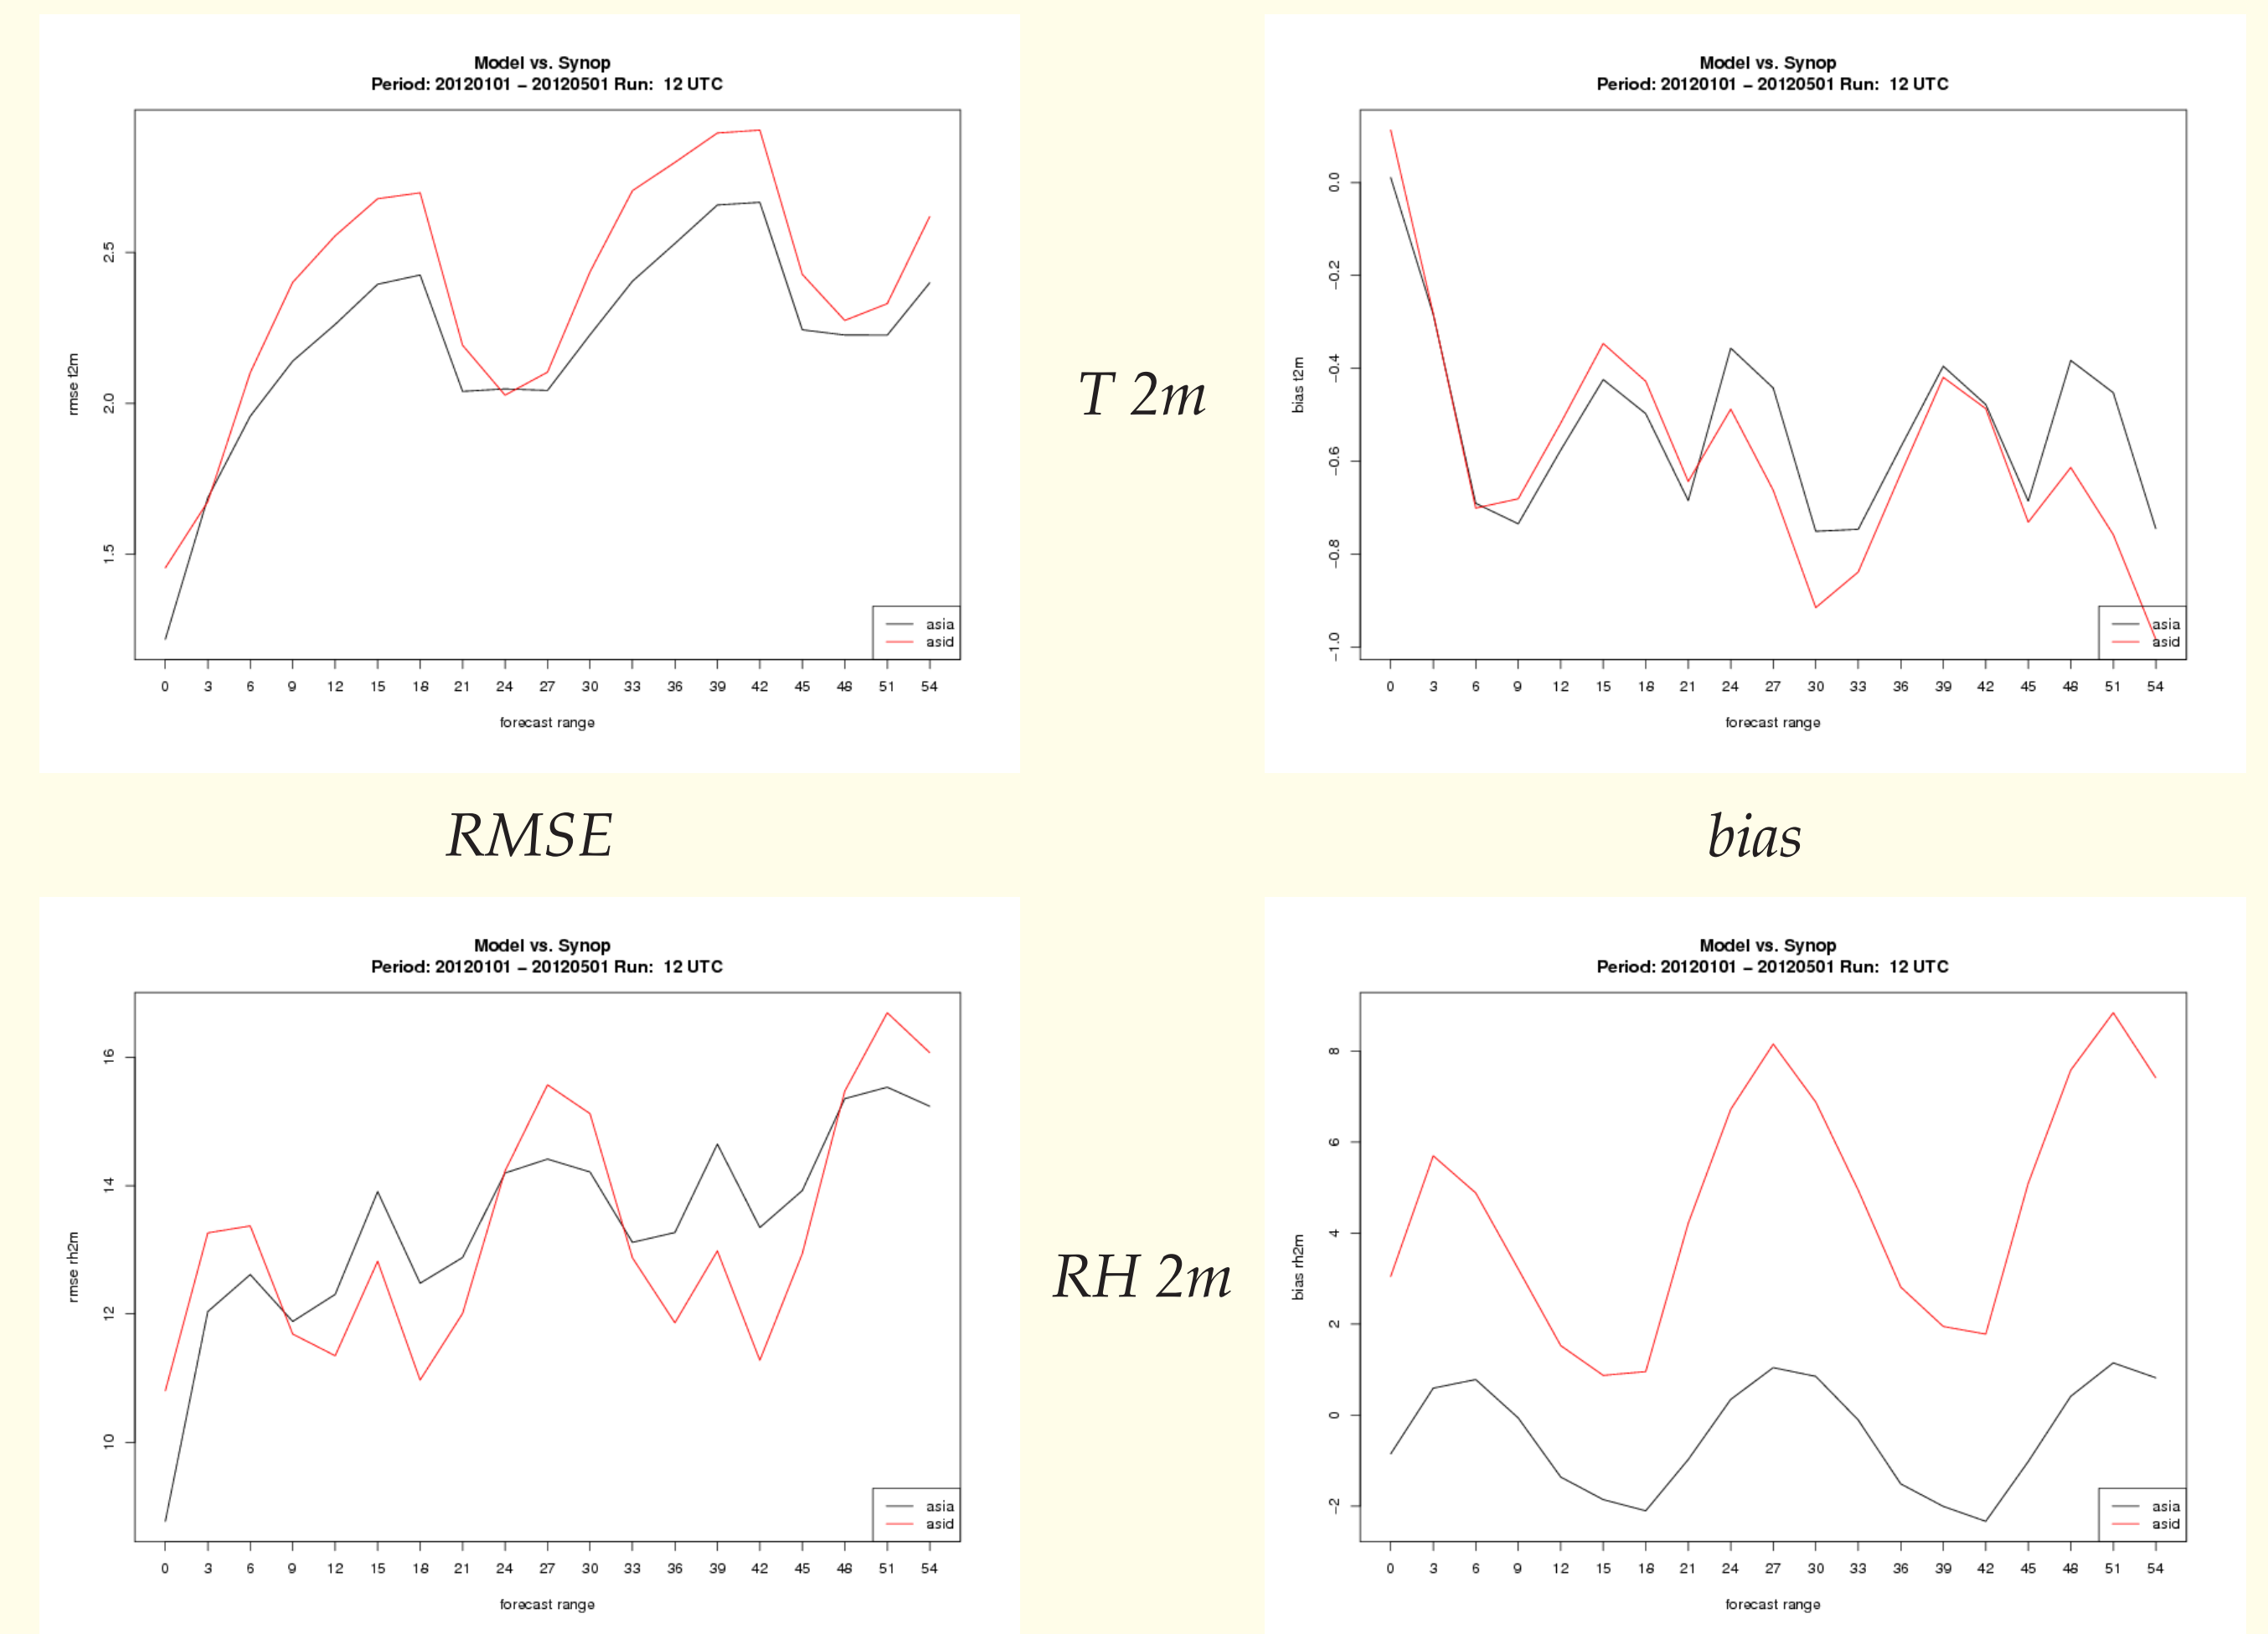 Model vs. Synop
Period: 20120101 – 20120501 Run: 12 UTC
rmse t2m
2.5
2.0
1.5
asia
asid
0 3 6 9 12 15 18 21 24 27 30 33 36 39 42 45 48 51 54
forecast range
T 2m
Model vs. Synop
Period: 20120101 – 20120501 Run: 12 UTC
bias t2m
0.0
−0.2
−0.4
−0.6
−0.8
−1.0
asia
asid
0 3 6 9 12 15 18 21 24 27 30 33 36 39 42 45 48 51 54
forecast range
RMSE
bias
Model vs. Synop
Period: 20120101 – 20120501 Run: 12 UTC
rmse rh2m
16
14
12
10
asia
asid
0 3 6 9 12 15 18 21 24 27 30 33 36 39 42 45 48 51 54
forecast range
RH 2m
Model vs. Synop
Period: 20120101 – 20120501 Run: 12 UTC
bias rh2m
8
6
4
2
0
−2
asia
asid
0 3 6 9 12 15 18 21 24 27 30 33 36 39 42 45 48 51 54
forecast range